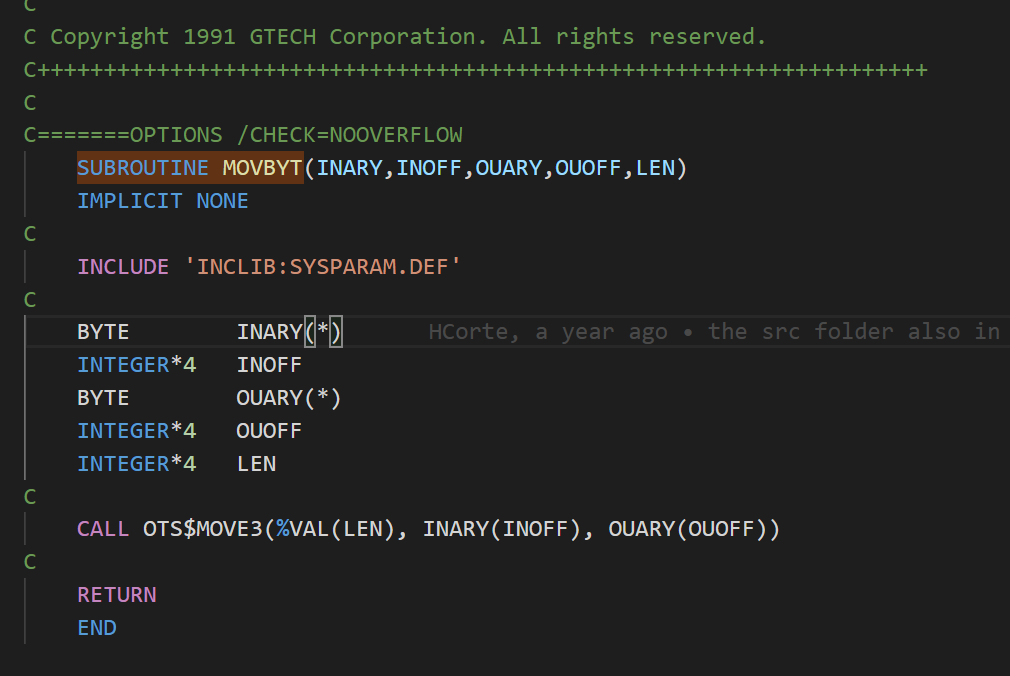 C
C Copyright 1991 GTECH Corporation. All rights reserved.
C+++++++++++++++++++++++++++++++++++++++++++++++++++++++++++++++++++
C
C=======OPTIONS /CHECK=NOOVERFLOW
SUBROUTINE MOVBYT(INARY,INOFF,OUARY,OUOFF,LEN)
IMPLICIT NONE
C
INCLUDE 'INCLIB:SYSPARAM.DEF'
C
BYTE INARY(*) HCorte, a year ago • the src folder also in
INTEGER*4 INOFF
BYTE OUARY(*)
INTEGER*4 OUOFF
INTEGER*4 LEN
C
CALL OTS$MOVE3(%VAL(LEN), INARY(INOFF), OUARY(OUOFF))
C
RETURN
END